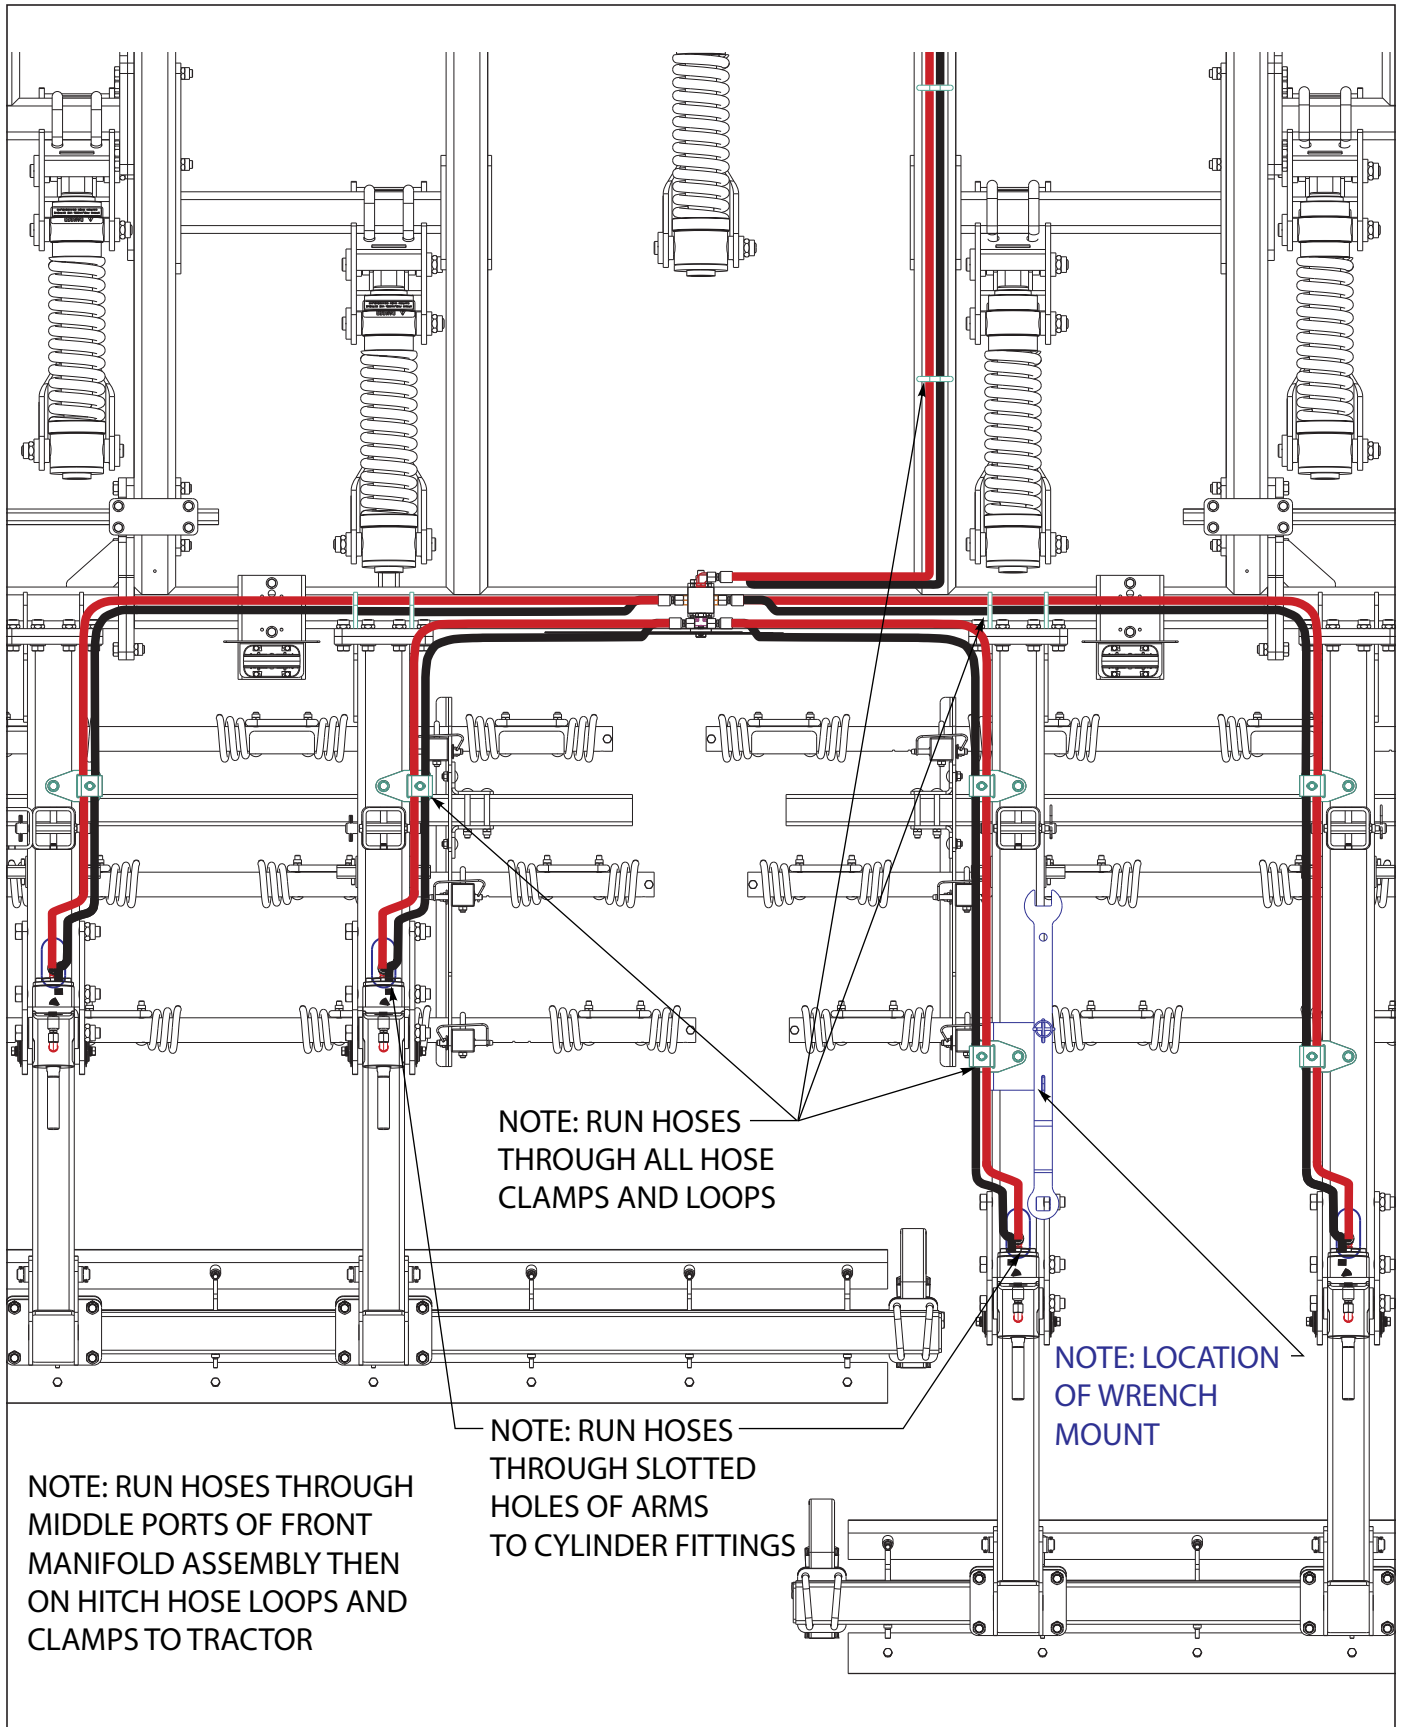 NOTE: RUN HOSES
THROUGH ALL HOSE
CLAMPS AND LOOPS
NOTE: LOCATION
OF WRENCH
MOUNT
NOTE: RUN HOSES
THROUGH SLOTTED
HOLES OF ARMS
TO CYLINDER FITTINGS
NOTE: RUN HOSES THROUGH
MIDDLE PORTS OF FRONT
MANIFOLD ASSEMBLY THEN
ON HITCH HOSE LOOPS AND
CLAMPS TO TRACTOR